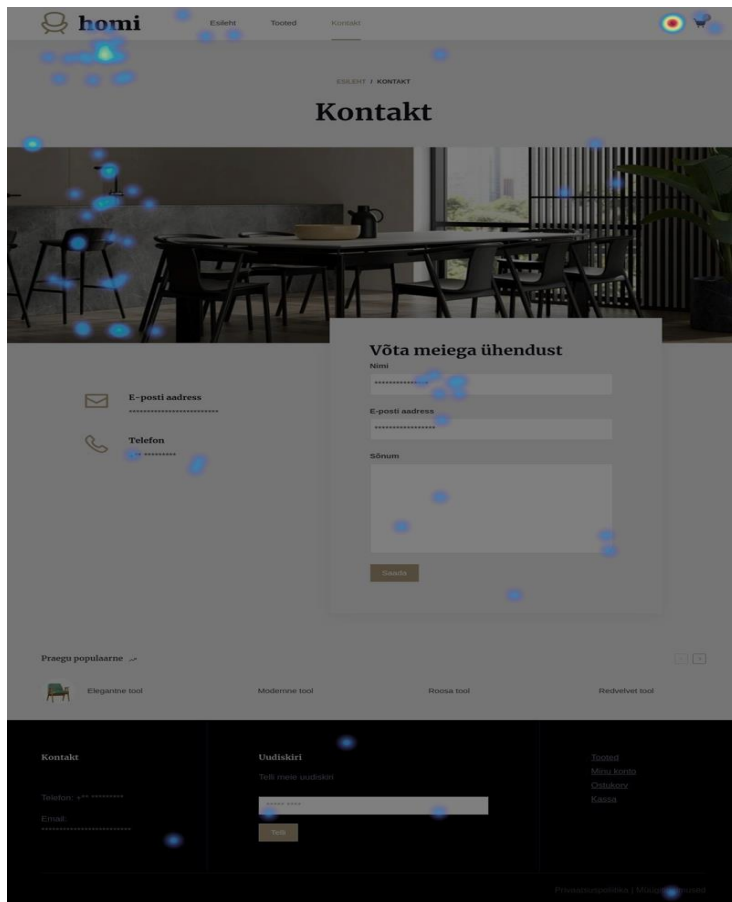 homi
Esileht Tooted Kontakt
ESILEHT / KONTAKT
Kontakt
Võta meiega ühendust
Nimi
***************
E-posti aadress
*************************
E-posti aadress
*****************
Telefon
*** *********
Sõnum
Saada
Praegu populaarne
Elegantne tool Modernne tool Roosa tool Redvelvet tool
Kontakt Uudiskiri Tooted
Telli meie uudiskiri Minu konto
Ostukorv
Telefon: +** ********* ***** **** Kassa
Email:
*************************
Telli
Privaatsuspoliitika |